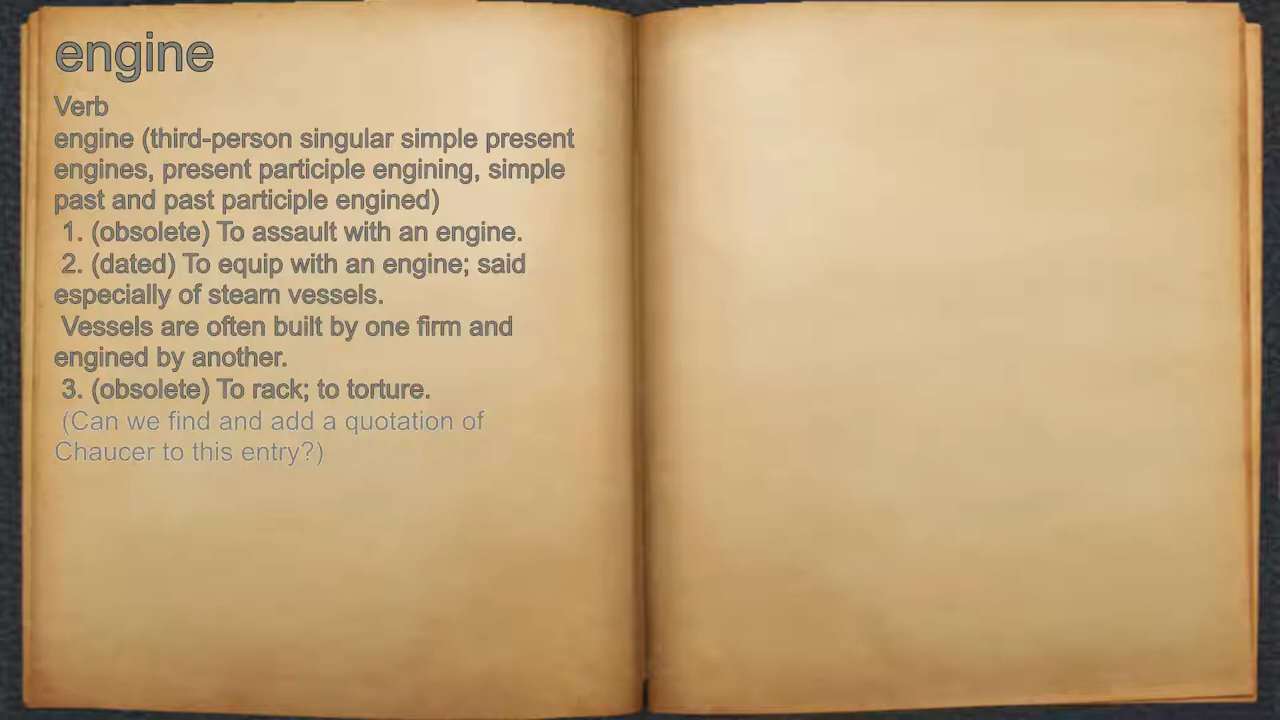 engine
Verb
engine (third-person singular simple present
engines, present participle engining, simple
past and past participle engined)
1. (obsolete) To assault with an engine.
2. (dated) To equip with an engine; said
especially of steam vessels.
Vessels are often built by one firm and
engined by another.
3. (obsolete) To rack; to torture.
(Can we find and add a quotation of
Chaucer to this entry?)